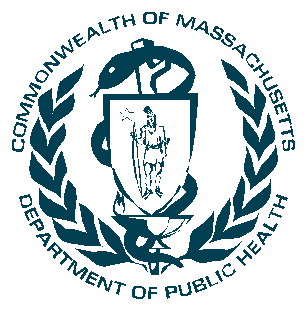 COMMONWEALTH OF MASSACHUSETTS
DEPARTMENT OF PUBLIC HEALTH